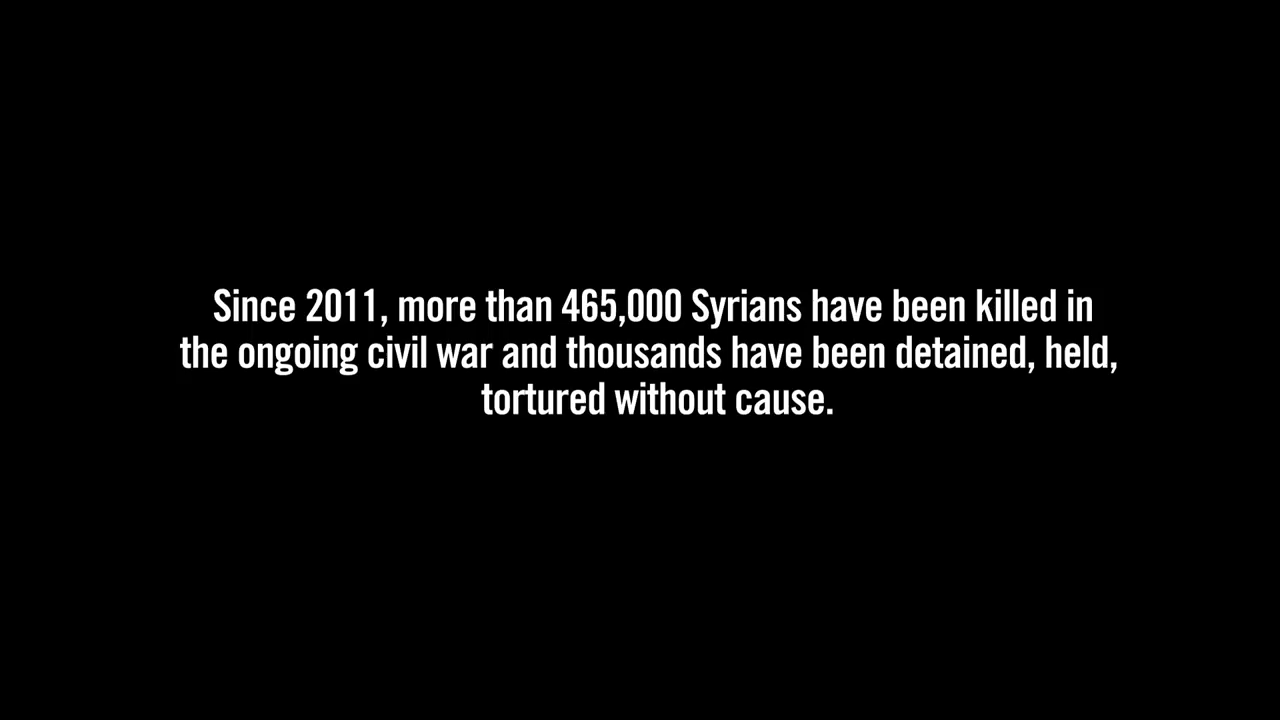 Since 2011, more than 465,000 Syrians have been killed in
the ongoing civil war and thousands have been detained, held,
tortured without cause.